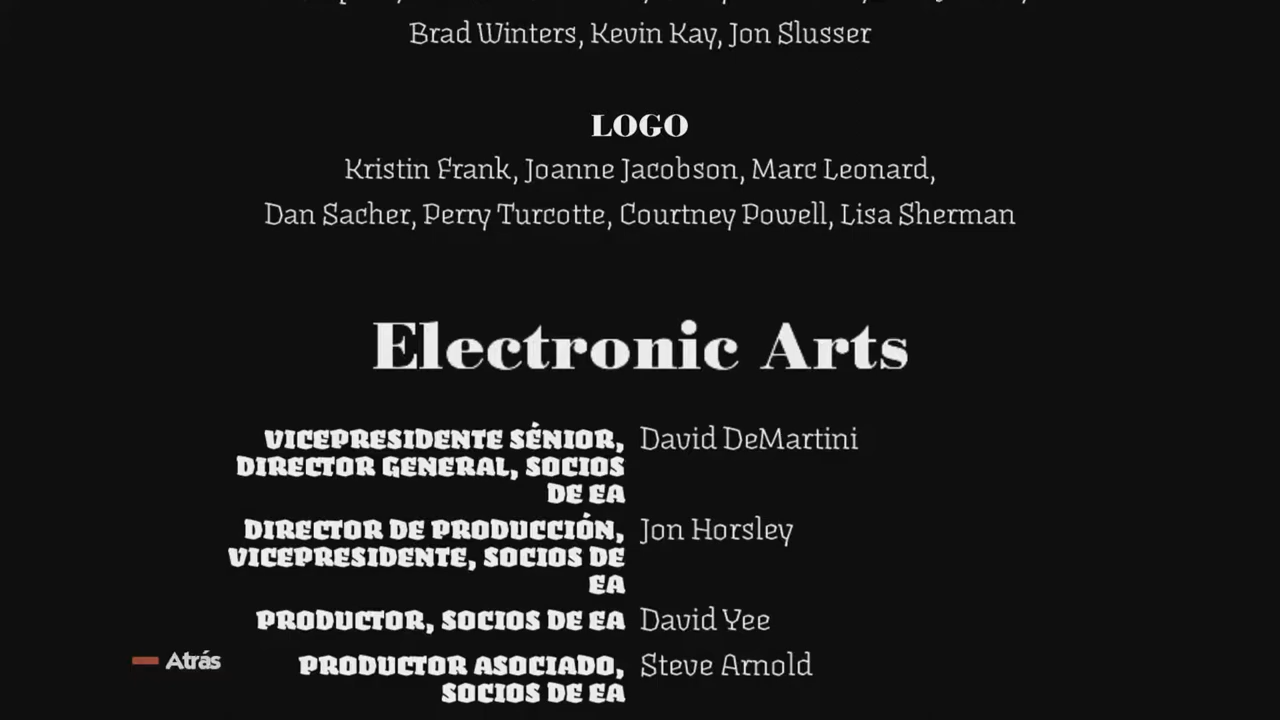 Brad Winters, Kevin Kay, Jon Slusser
LOGO
Kristin Frank, Joanne Jacobson, Marc Leonard,
Dan Sacher, Perry Turcotte, Courtney Powell, Lisa Sherman
Electronic Arts
VICEPRESIDENTE SÉNIOR, David DeMartini
DIRECTOR GENERAL, SOCIOS
DE EA
DIRECTOR DE PRODUCCIÓN, Jon Horsley
VICEPRESIDENTE, SOCIOS DE
EA
PRODUCTOR, SOCIOS DE EA David Yee
Atrás
PRODUCTOR ASOCIADO, Steve Arnold
SOCIOS DE EA